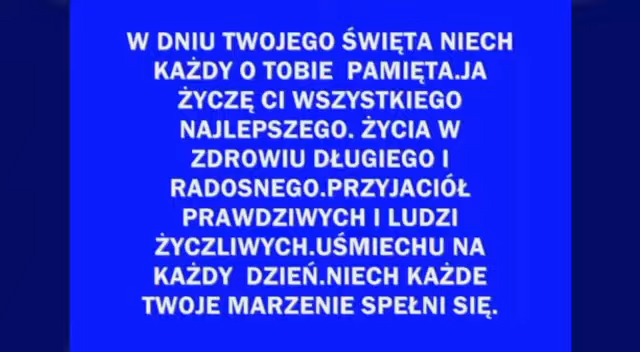 W DNIU TWOJEGO ŚWIĘTA NIECH
KAŻDY O TOBIE  PAMIĘTA.JA
ŻYCZĘ CI WSZYSTKIEGO
NAJLEPSZEGO. ŻYCIA W
ZDROWIU DŁUGIEGO I
RADOSNEGO.PRZYJACIÓŁ
PRAWDZIWYCH I LUDZI
ŻYCZLIWYCH.UŚMIECHU NA
KAŻDY  DZIEŃ.NIECH KAŻDE
TWOJE MARZENIE SPEŁNI SIĘ.